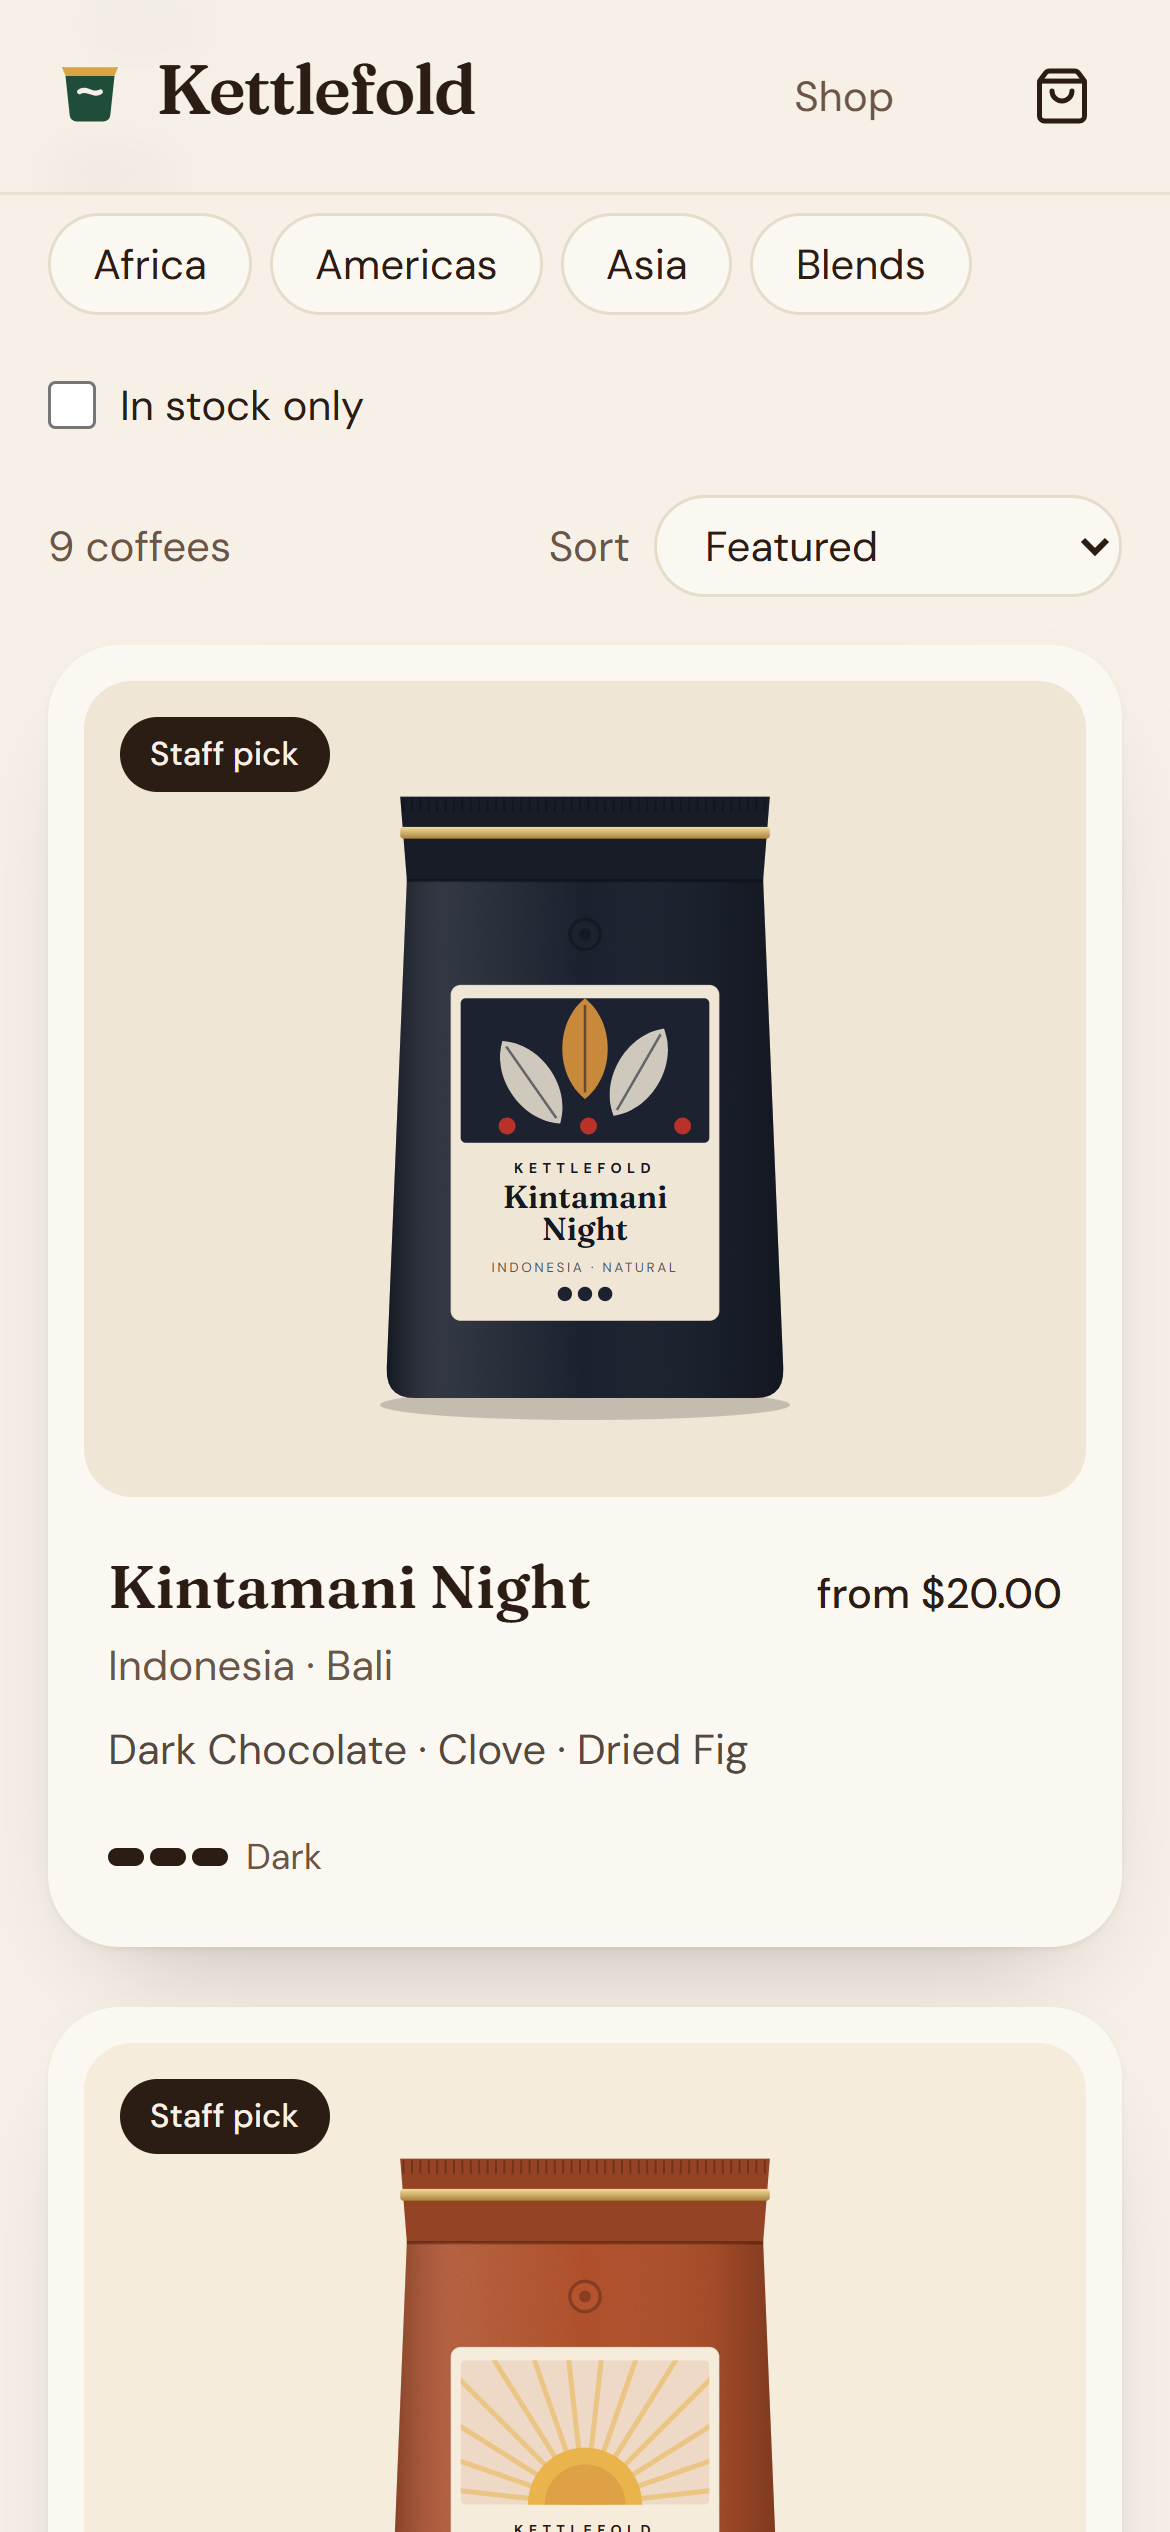 Kettlefold
Shop
Africa
Americas
Asia
Blends
In stock only
9 coffees
Sort
Featured
Staff pick
KETTLEFOLD
Kintamani
Night
INDONESIA · NATURAL
Kintamani Night
from $20.00
Indonesia · Bali
Dark Chocolate · Clove · Dried Fig
Dark
Staff pick
KETTLEFOLD